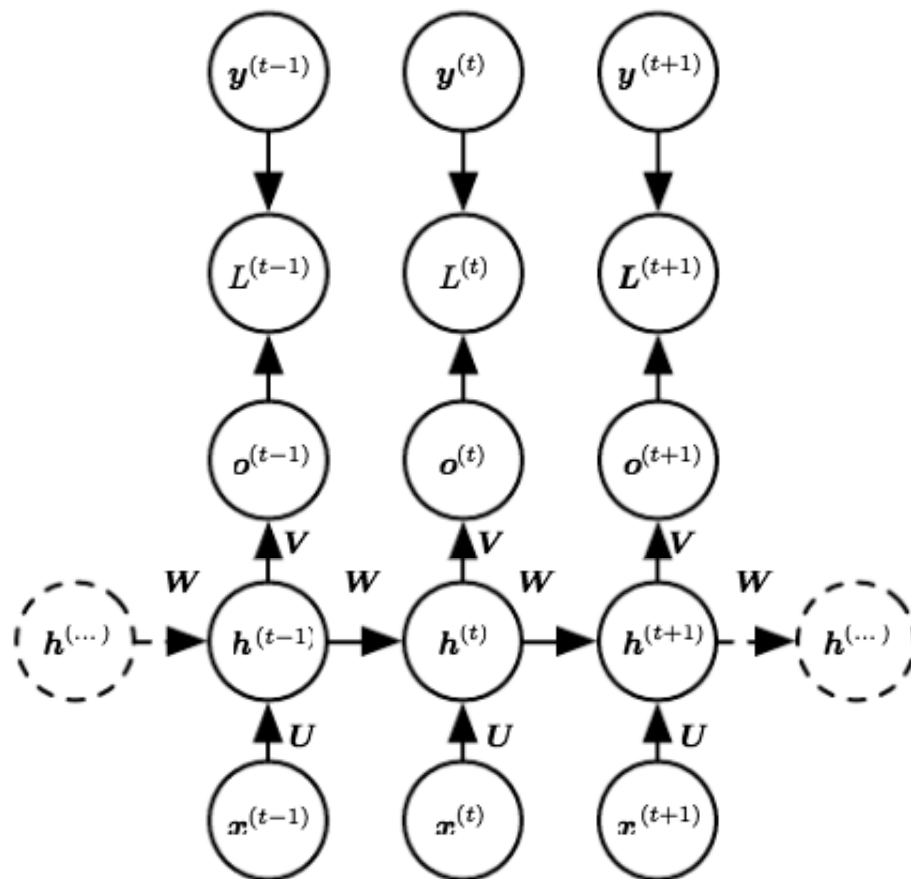 y^(t−1) y^(t) y^(t+1)
L^(t−1) L^(t) L^(t+1)
o^(t−1) o^(t) o^(t+1)
V V V
W W W W
h^(...) h^(t−1) h^(t) h^(t+1) h^(...)
U U U
x^(t−1) x^(t) x^(t+1)